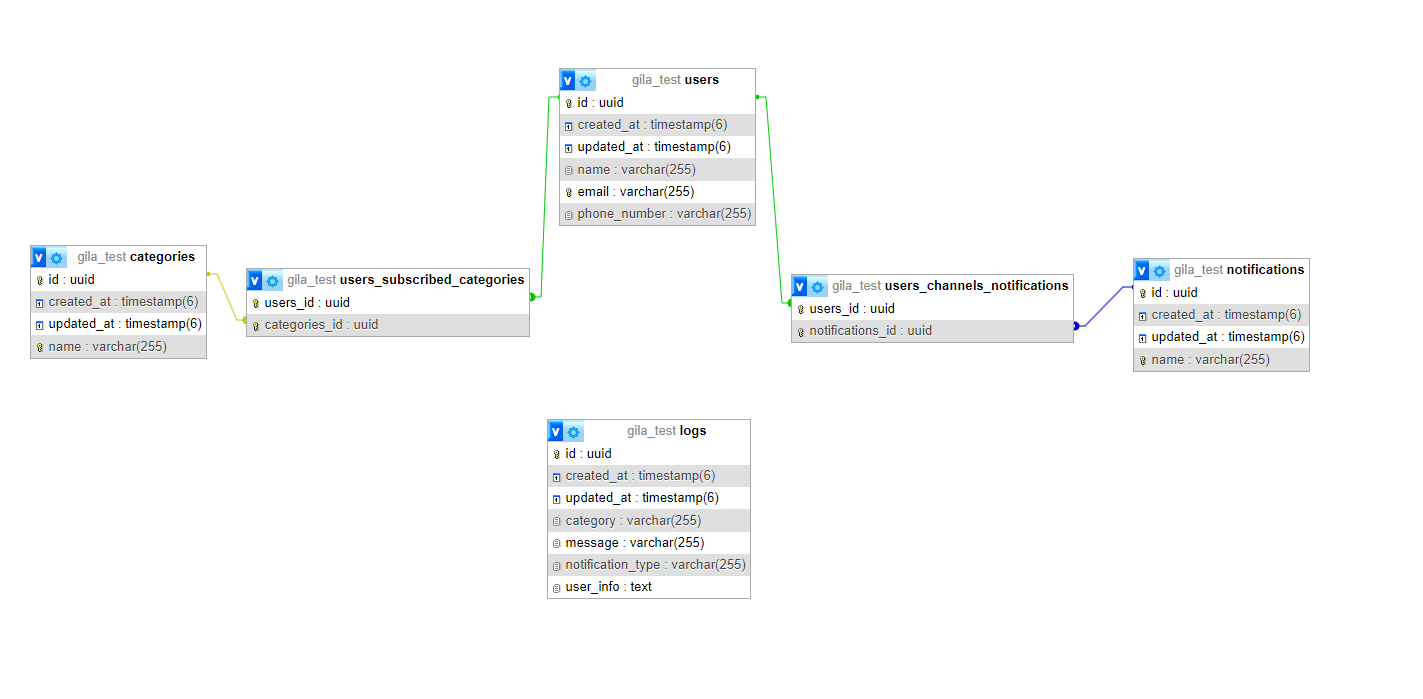 gila_test users
id : uuid
created_at : timestamp(6)
updated_at : timestamp(6)
name : varchar(255)
email : varchar(255)
phone_number : varchar(255)
v gila_test categories
id : uuid
created_at : timestamp(6)
updated_at : timestamp(6)
name : varchar(255)
v gila_test users_subscribed_categories
users_id : uuid
categories_id : uuid
v gila_test users_channels_notifications
users_id : uuid
notifications_id : uuid
v gila_test notifications
id : uuid
created_at : timestamp(6)
updated_at : timestamp(6)
name : varchar(255)
v gila_test logs
id : uuid
created_at : timestamp(6)
updated_at : timestamp(6)
category : varchar(255)
message : varchar(255)
notification_type : varchar(255)
user_info : text